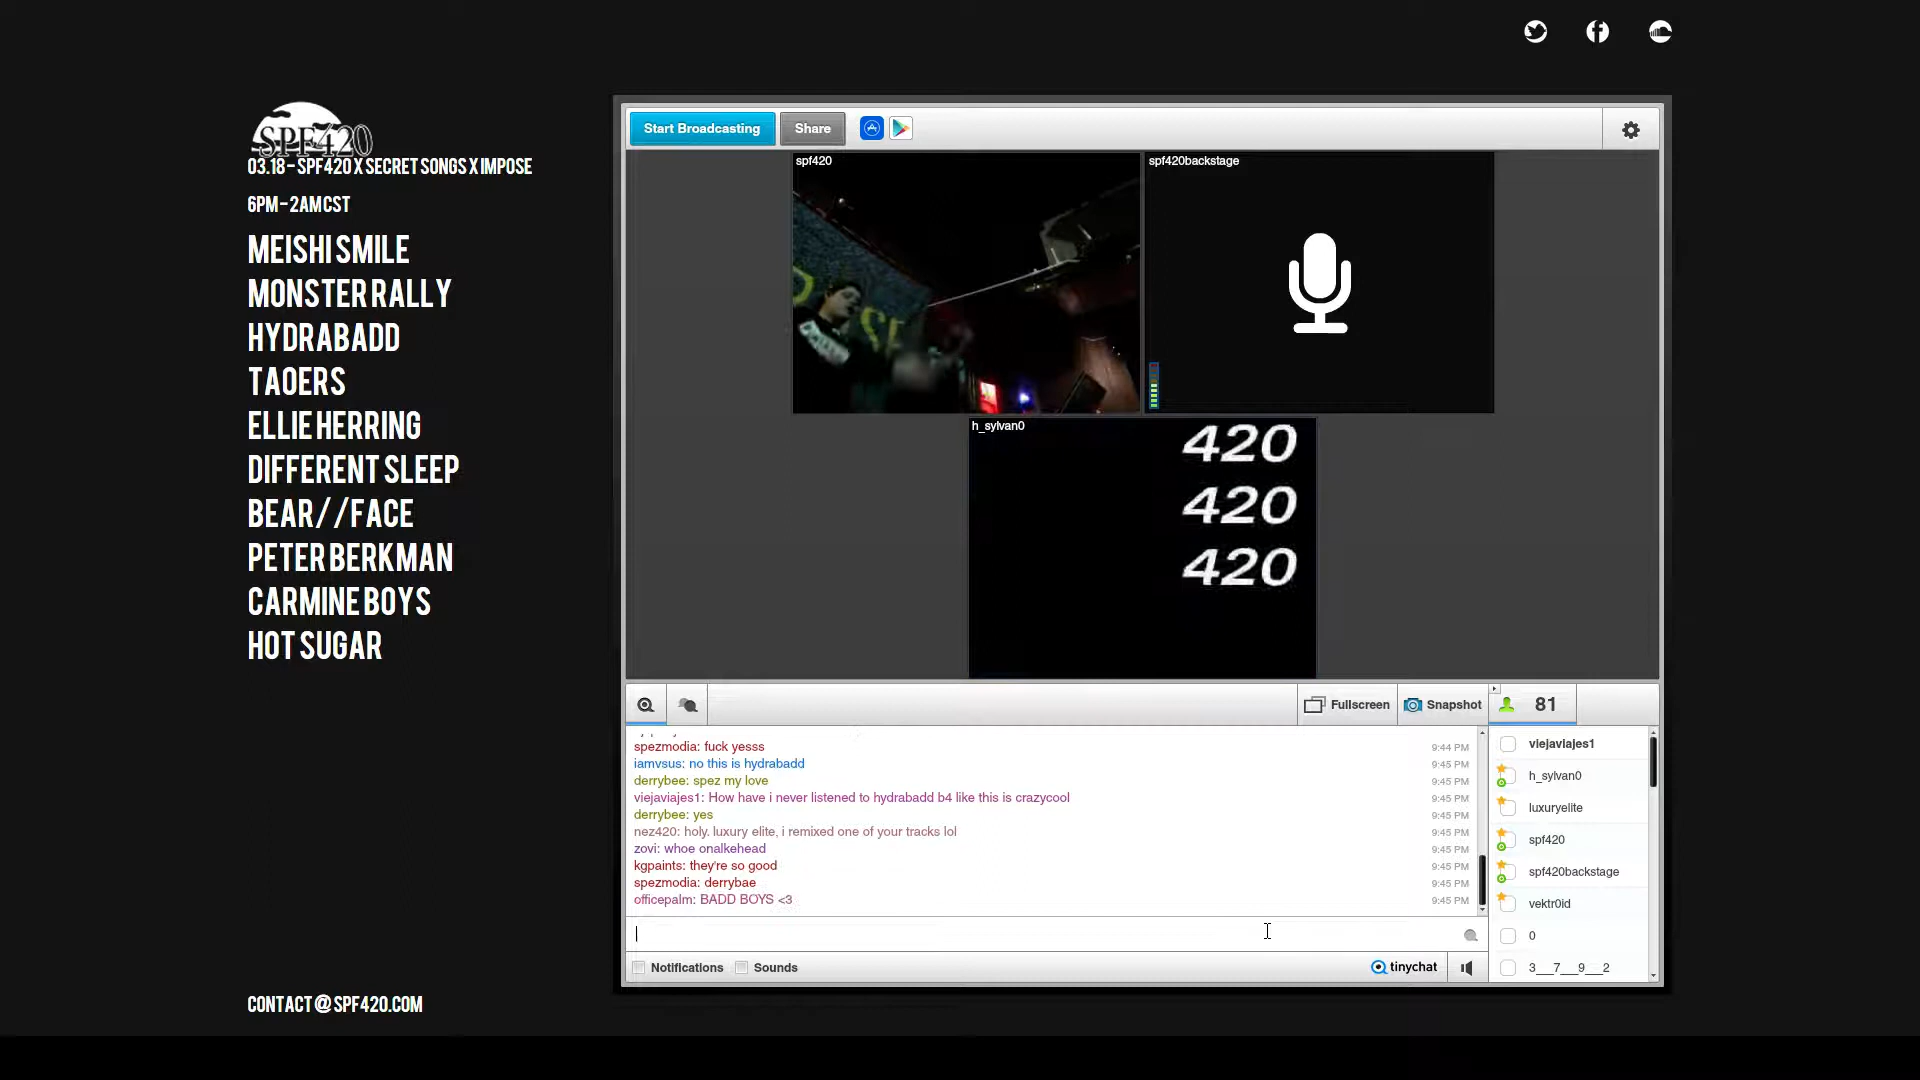 SPF420
03.18 - SPF420 X SECRET SONGS X IMPOSE
6PM - 2AM CST
MEISHI SMILE
MONSTER RALLY
HYDRABADD
TAOERS
ELLIE HERRING
DIFFERENT SLEEP
BEAR//FACE
PETER BERKMAN
CARMINE BOYS
HOT SUGAR
CONTACT@SPF420.COM
Start Broadcasting
Share
spf420
spf420backstage
h_sylvan0
420
420
420
Fullscreen
Snapshot
81
spezmodia: fuck yesss 9:44 PM
iamvsus: no this is hydrabadd 9:45 PM
derrybee: spez my love 9:45 PM
viejaviajes1: How have i never listened to hydrabadd b4 like this is crazycool 9:45 PM
derrybee: yes 9:45 PM
nez420: holy. luxury elite, i remixed one of your tracks lol 9:45 PM
zovi: whoe onalkehead 9:45 PM
kgpaints: they're so good 9:45 PM
spezmodia: derrybae 9:45 PM
officepalm: BADD BOYS <3 9:45 PM
Notifications
Sounds
tinychat
viejaviajes1
h_sylvan0
luxuryelite
spf420
spf420backstage
vektr0id
0
3__7__9__2